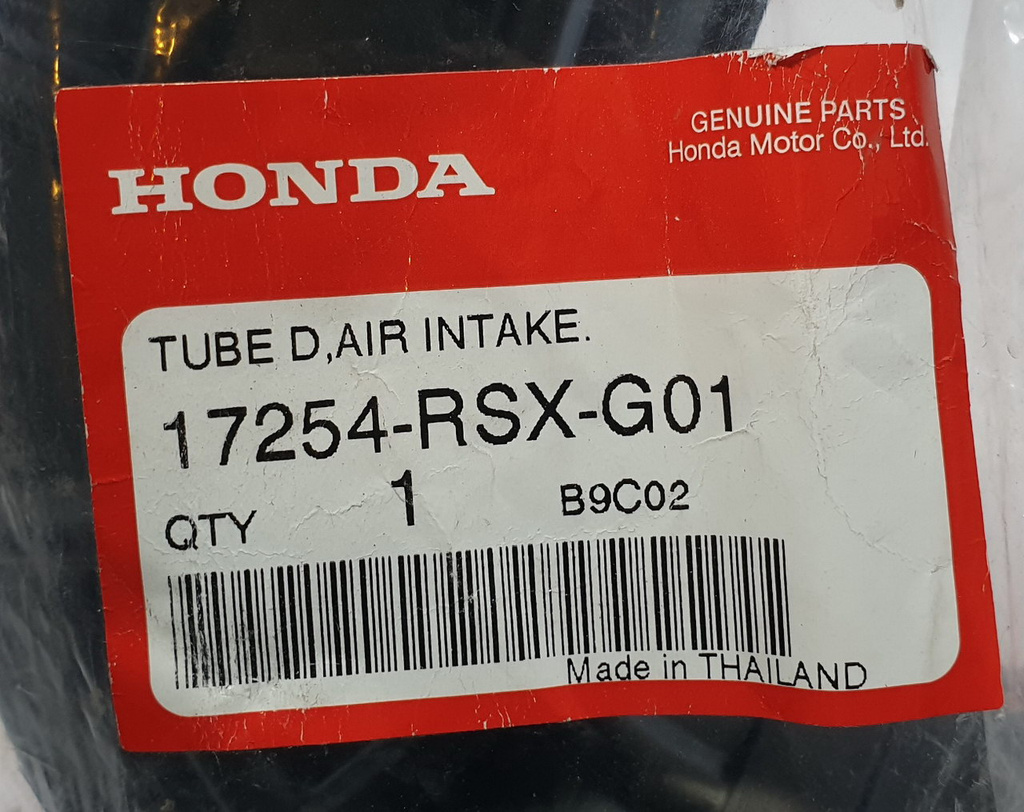 HONDA
GENUINE PARTS
Honda Motor Co., Ltd.
TUBE D,AIR INTAKE.
17254-RSX-G01
QTY 1 B9C02
Made in THAILAND